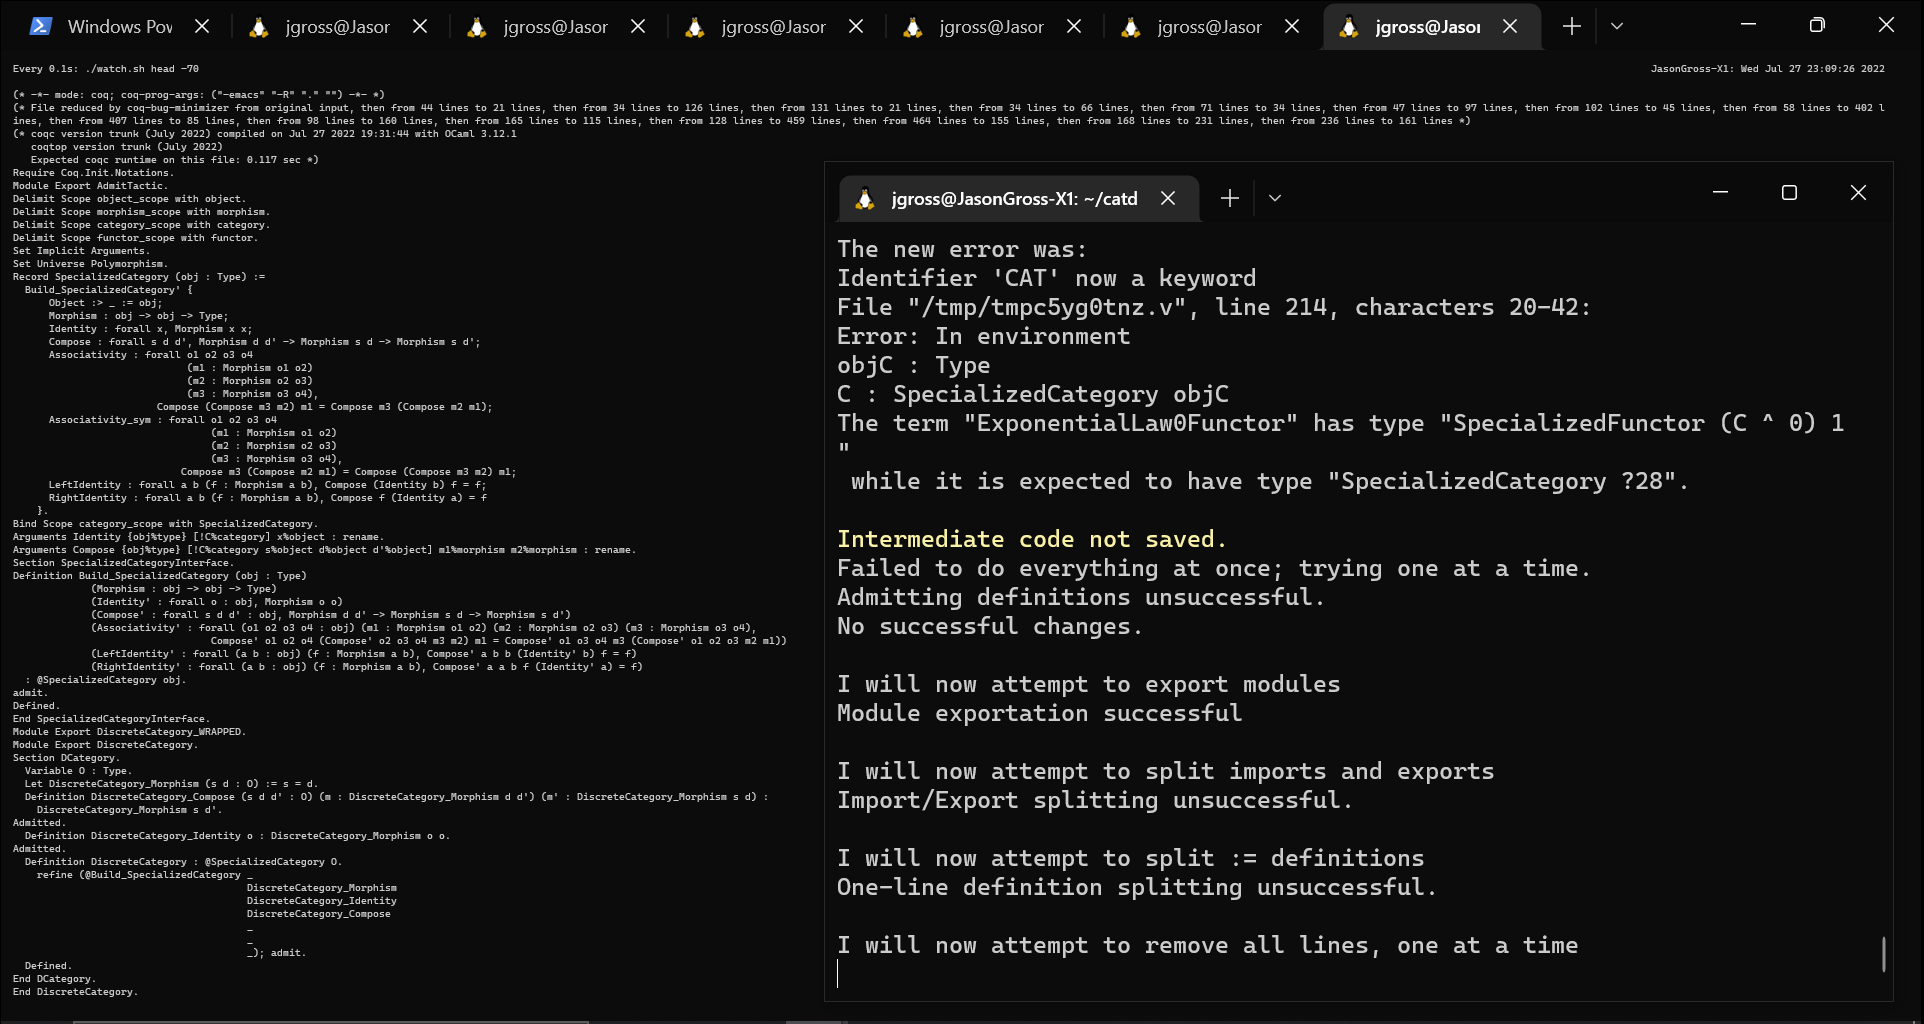 Windows Pow
jgross@Jason
jgross@Jason
jgross@Jason
jgross@Jason
jgross@Jason
jgross@Jason
Every 0.1s: ./watch.sh head -70
JasonGross-X1: Wed Jul 27 23:09:26 2022
(* -*- mode: coq; coq-prog-args: ("-emacs" "-R" "." "") -*- *)
(* File reduced by coq-bug-minimizer from original input, then from 44 lines to 21 lines, then from 34 lines to 126 lines, then from 131 lines to 21 lines, then from 34 lines to 66 lines, then from 71 lines to 34 lines, then from 47 lines to 97 lines, then from 102 lines to 45 lines, then from 58 lines to 402 l
ines, then from 407 lines to 85 lines, then from 98 lines to 160 lines, then from 165 lines to 115 lines, then from 128 lines to 459 lines, then from 464 lines to 155 lines, then from 168 lines to 231 lines, then from 236 lines to 161 lines *)
(* coqc version trunk (July 2022) compiled on Jul 27 2022 19:31:44 with OCaml 3.12.1
coqtop version trunk (July 2022)
Expected coqc runtime on this file: 0.117 sec *)
Require Coq.Init.Notations.
Module Export AdmitTactic.
Delimit Scope object_scope with object.
Delimit Scope morphism_scope with morphism.
Delimit Scope category_scope with category.
Delimit Scope functor_scope with functor.
Set Implicit Arguments.
Set Universe Polymorphism.
Record SpecializedCategory (obj : Type) :=
Build_SpecializedCategory' {
Object :> _ := obj;
Morphism : obj -> obj -> Type;
Identity : forall x, Morphism x x;
Compose : forall s d d', Morphism d d' -> Morphism s d -> Morphism s d';
Associativity : forall o1 o2 o3 o4
(m1 : Morphism o1 o2)
(m2 : Morphism o2 o3)
(m3 : Morphism o3 o4),
Compose (Compose m3 m2) m1 = Compose m3 (Compose m2 m1);
Associativity_sym : forall o1 o2 o3 o4
(m1 : Morphism o1 o2)
(m2 : Morphism o2 o3)
(m3 : Morphism o3 o4),
Compose m3 (Compose m2 m1) = Compose (Compose m3 m2) m1;
LeftIdentity : forall a b (f : Morphism a b), Compose (Identity b) f = f;
RightIdentity : forall a b (f : Morphism a b), Compose f (Identity a) = f
}.
Bind Scope category_scope with SpecializedCategory.
Arguments Identity {obj%type} [!C%category] x%object : rename.
Arguments Compose {obj%type} [!C%category s%object d%object d'%object] m1%morphism m2%morphism : rename.
Section SpecializedCategoryInterface.
Definition Build_SpecializedCategory (obj : Type)
(Morphism : obj -> obj -> Type)
(Identity' : forall o : obj, Morphism o o)
(Compose' : forall s d d' : obj, Morphism d d' -> Morphism s d -> Morphism s d')
(Associativity' : forall (o1 o2 o3 o4 : obj) (m1 : Morphism o1 o2) (m2 : Morphism o2 o3) (m3 : Morphism o3 o4),
Compose' o1 o2 o4 (Compose' o2 o3 o4 m3 m2) m1 = Compose' o1 o3 o4 m3 (Compose' o1 o2 o3 m2 m1))
(LeftIdentity' : forall (a b : obj) (f : Morphism a b), Compose' a b b (Identity' b) f = f)
(RightIdentity' : forall (a b : obj) (f : Morphism a b), Compose' a a b f (Identity' a) = f)
: @SpecializedCategory obj.
admit.
Defined.
End SpecializedCategoryInterface.
Module Export DiscreteCategory_WRAPPED.
Module Export DiscreteCategory.
Section DCategory.
Variable O : Type.
Let DiscreteCategory_Morphism (s d : O) := s = d.
Definition DiscreteCategory_Compose (s d d' : O) (m : DiscreteCategory_Morphism d d') (m' : DiscreteCategory_Morphism s d) :
DiscreteCategory_Morphism s d'.
Admitted.
Definition DiscreteCategory_Identity o : DiscreteCategory_Morphism o o.
Admitted.
Definition DiscreteCategory : @SpecializedCategory O.
refine (@Build_SpecializedCategory _
DiscreteCategory_Morphism
DiscreteCategory_Identity
DiscreteCategory_Compose
_
_
_); admit.
Defined.
End DCategory.
End DiscreteCategory.
jgross@JasonGross-X1: ~/catd
The new error was:
Identifier 'CAT' now a keyword
File "/tmp/tmpc5yg0tnz.v", line 214, characters 20-42:
Error: In environment
objC : Type
C : SpecializedCategory objC
The term "ExponentialLaw0Functor" has type "SpecializedFunctor (C ^ 0) 1
"
while it is expected to have type "SpecializedCategory ?28".
Intermediate code not saved.
Failed to do everything at once; trying one at a time.
Admitting definitions unsuccessful.
No successful changes.
I will now attempt to export modules
Module exportation successful
I will now attempt to split imports and exports
Import/Export splitting unsuccessful.
I will now attempt to split := definitions
One-line definition splitting unsuccessful.
I will now attempt to remove all lines, one at a time